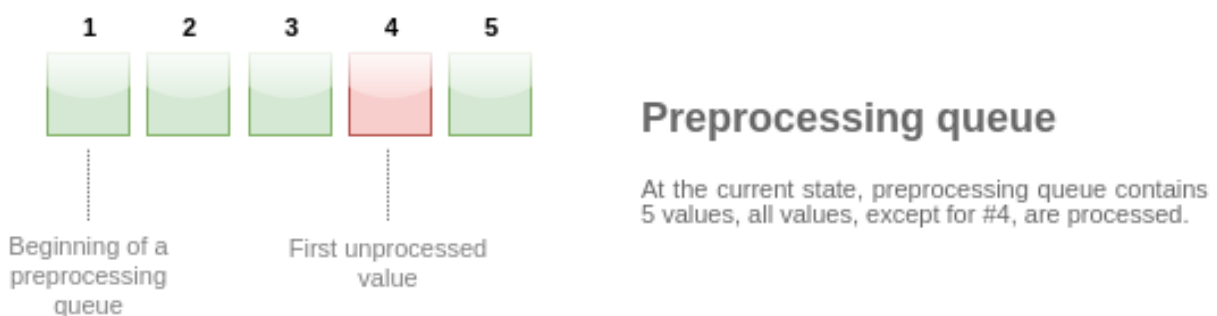 1 2 3 4 5
Beginning of a
preprocessing
queue
First unprocessed
value
Preprocessing queue
At the current state, preprocessing queue contains
5 values, all values, except for #4, are processed.